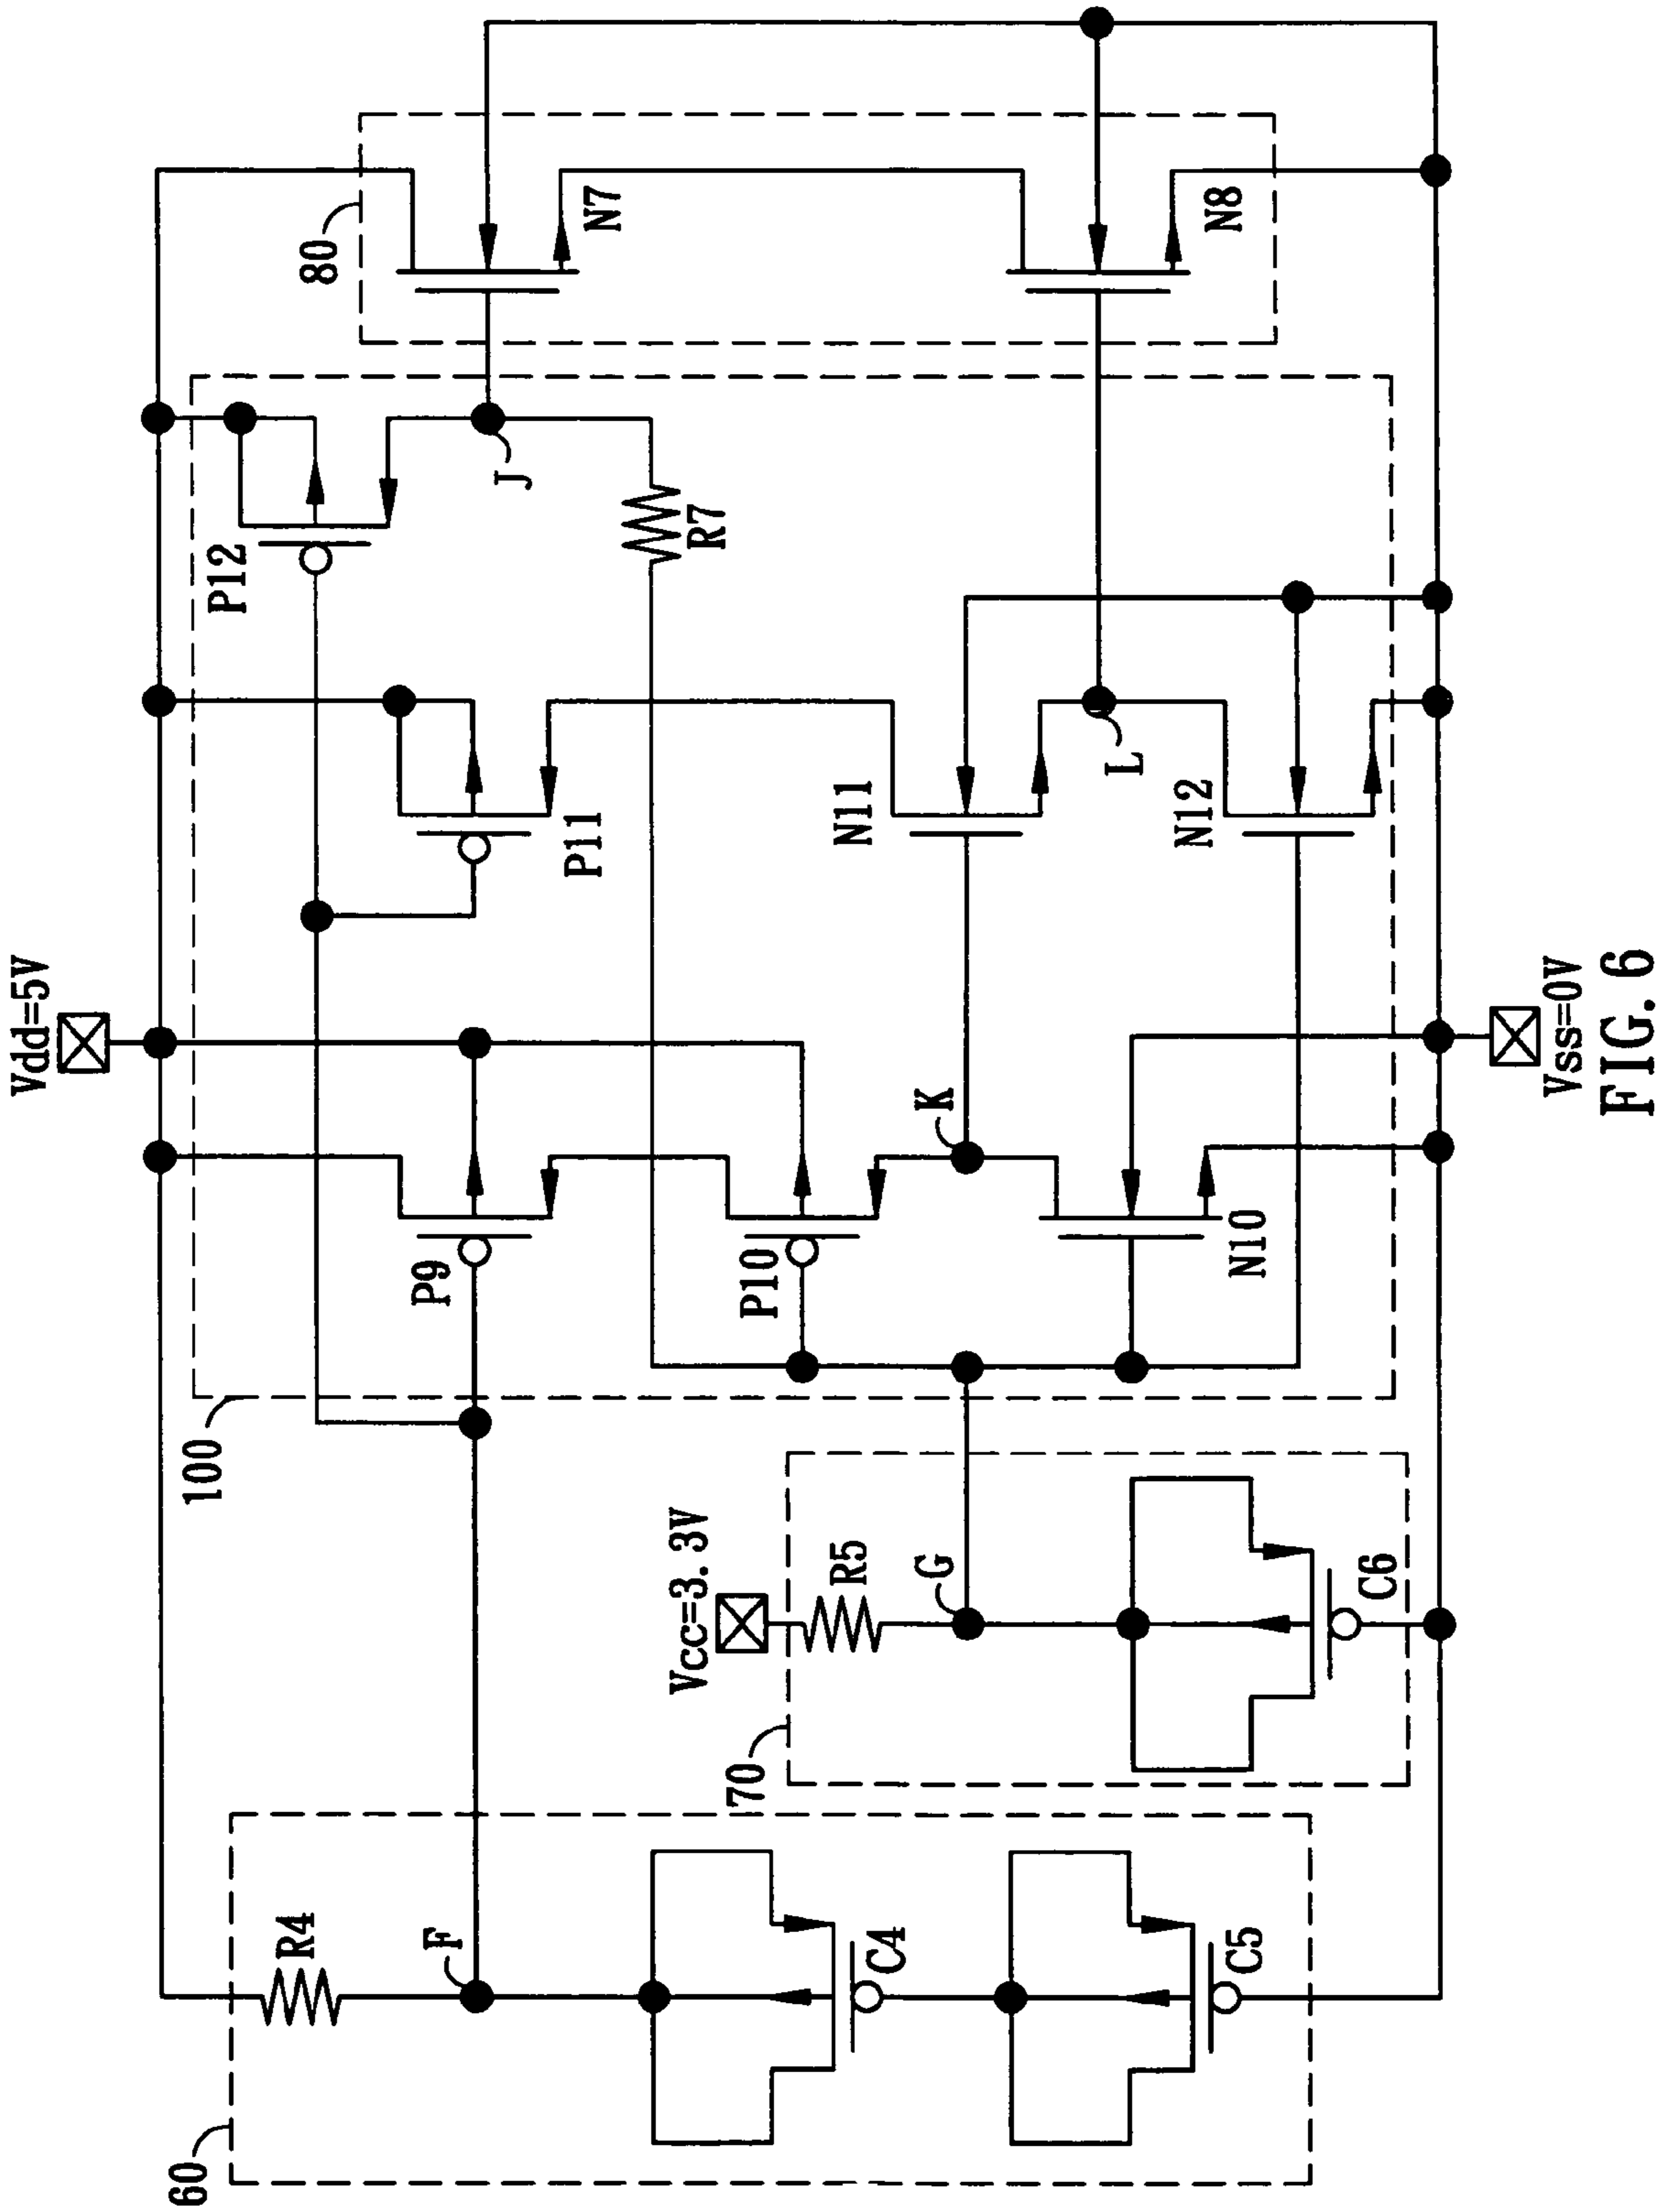 Vdd=5V
80
N7
N8
J
P12
R7
P11
N11
L
N12
K
P9
P10
N10
100
Vcc=3.3V
R5
G
C6
70
R4
F
C4
C5
60
Vss=0V
FIG. 6